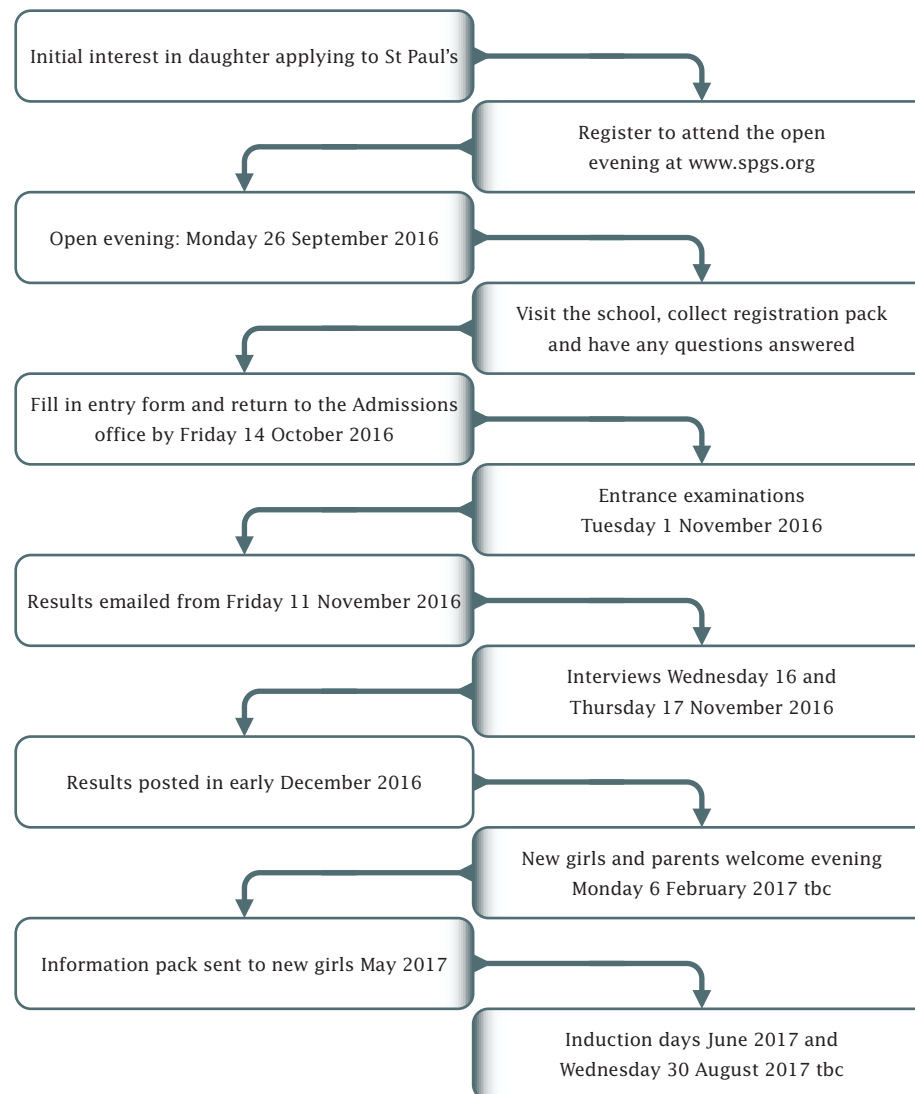 Initial interest in daughter applying to St Paul’s
Register to attend the open
evening at www.spgs.org
Open evening: Monday 26 September 2016
Visit the school, collect registration pack
and have any questions answered
Fill in entry form and return to the Admissions
office by Friday 14 October 2016
Entrance examinations
Tuesday 1 November 2016
Results emailed from Friday 11 November 2016
Interviews Wednesday 16 and
Thursday 17 November 2016
Results posted in early December 2016
New girls and parents welcome evening
Monday 6 February 2017 tbc
Information pack sent to new girls May 2017
Induction days June 2017 and
Wednesday 30 August 2017 tbc